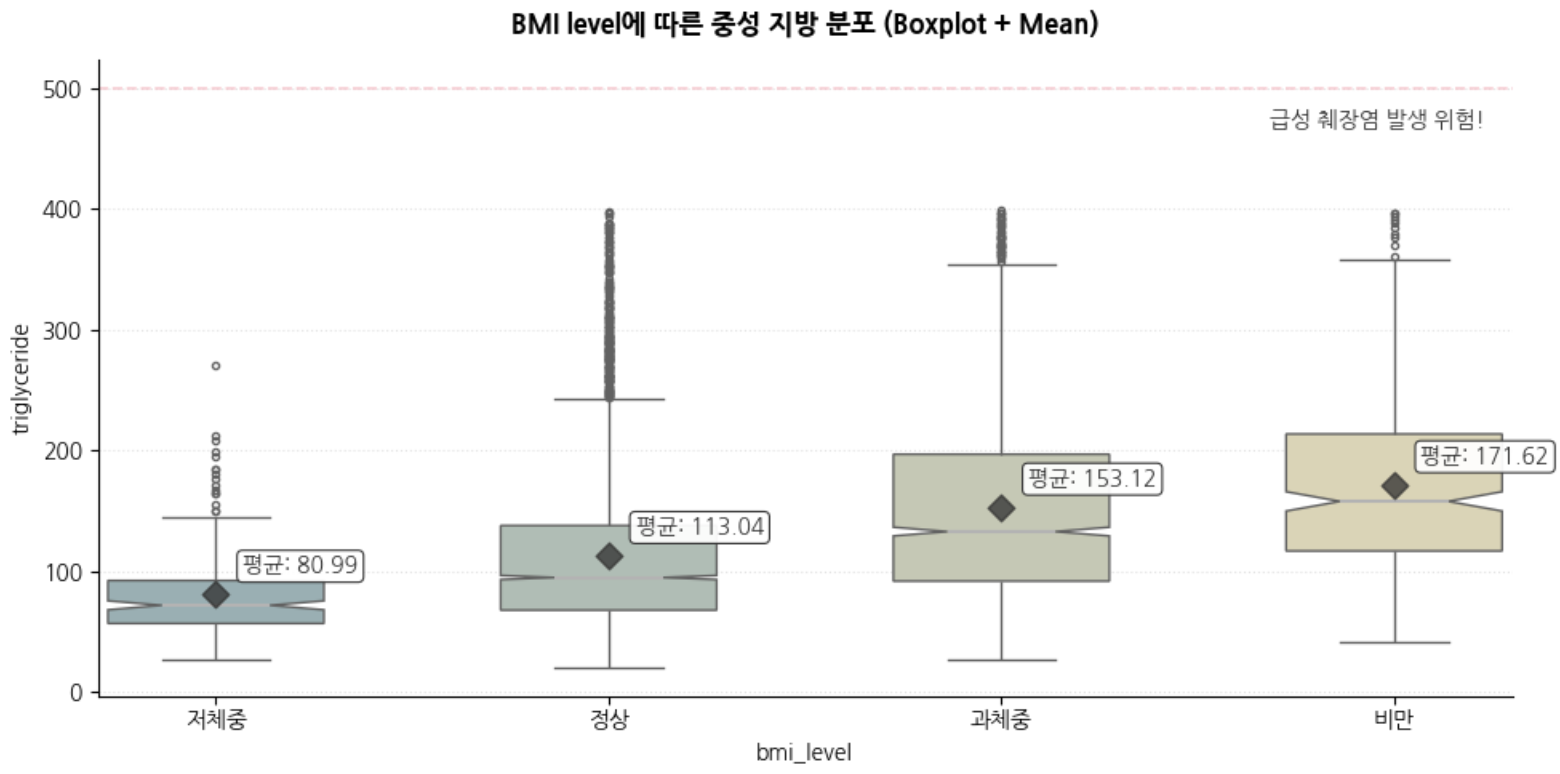 BMI level에 따른 중성 지방 분포 (Boxplot + Mean)
500
급성 췌장염 발생 위험!
400
300
200
100
0
triglyceride
평균: 80.99
평균: 113.04
평균: 153.12
평균: 171.62
저체중
정상
과체중
비만
bmi_level